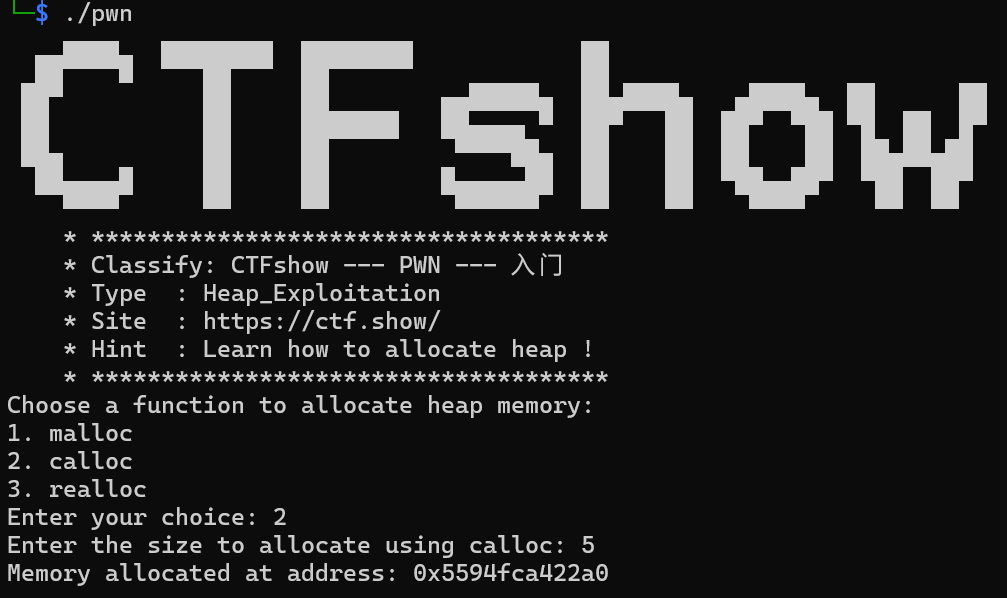 └─$ ./pwn
CTFshow
* *************************************
* Classify: CTFshow --- PWN --- 入门
* Type  : Heap_Exploitation
* Site  : https://ctf.show/
* Hint  : Learn how to allocate heap !
* *************************************
Choose a function to allocate heap memory:
1. malloc
2. calloc
3. realloc
Enter your choice: 2
Enter the size to allocate using calloc: 5
Memory allocated at address: 0x5594fca422a0